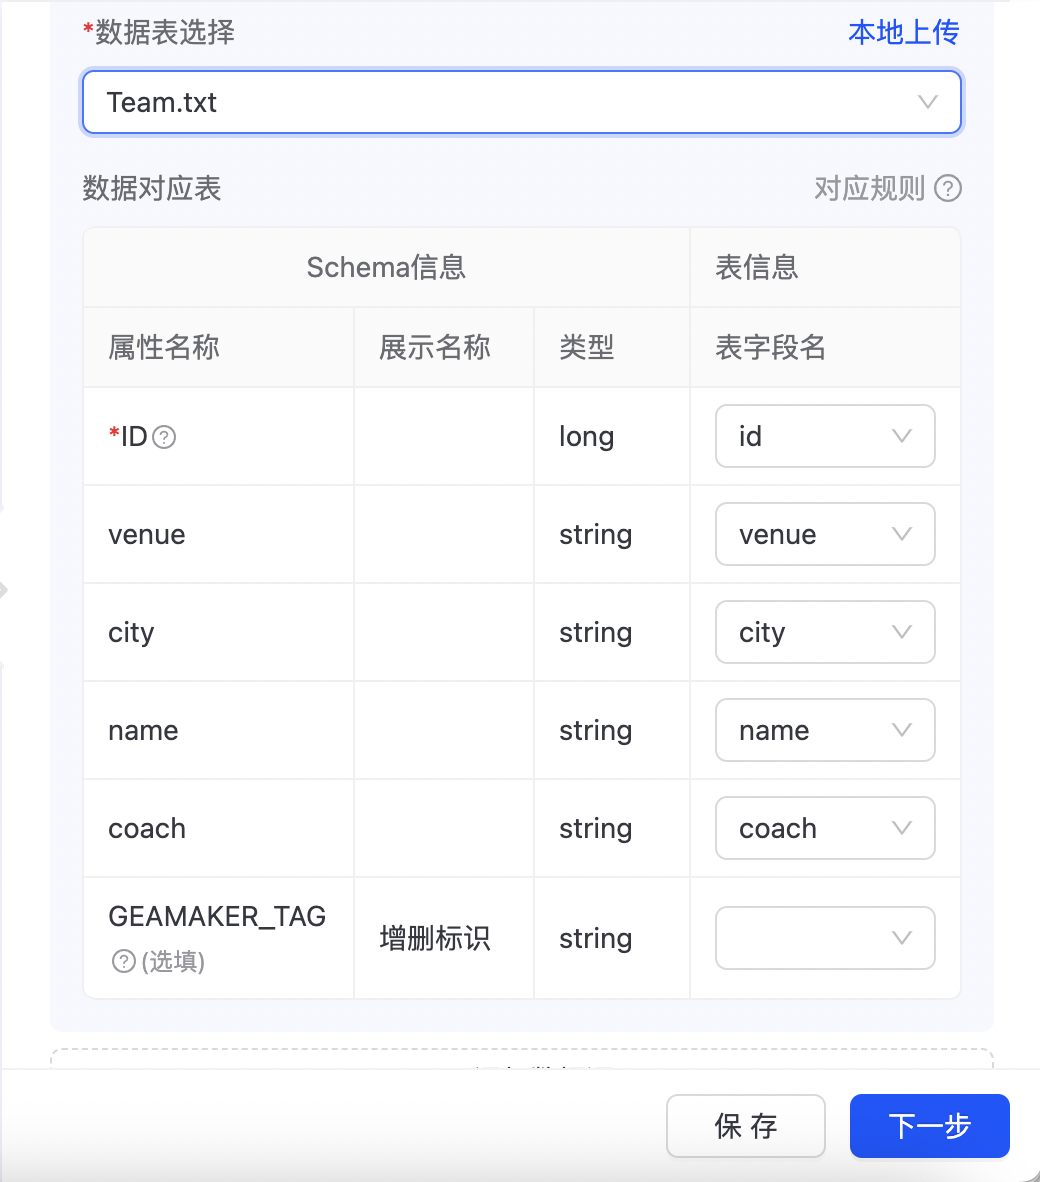 *数据表选择 本地上传
Team.txt
数据对应表 对应规则 ?
Schema信息 表信息
属性名称 展示名称 类型 表字段名
*ID ? long id
venue string venue
city string city
name string name
coach string coach
GEAMAKER_TAG
? (选填) 增删标识 string
保 存 下一步